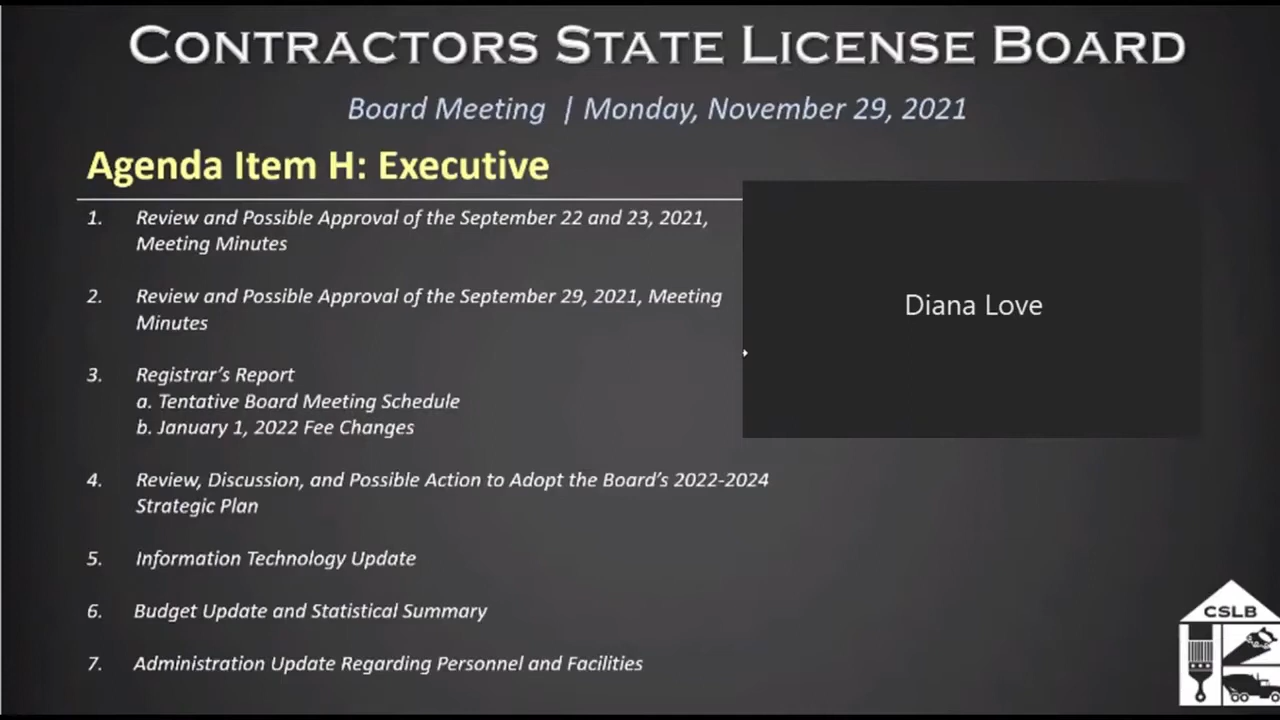 CONTRACTORS STATE LICENSE BOARD
Board Meeting | Monday, November 29, 2021
Agenda Item H: Executive
1. Review and Possible Approval of the September 22 and 23, 2021,
Meeting Minutes
2. Review and Possible Approval of the September 29, 2021, Meeting
Minutes
3. Registrar's Report
a. Tentative Board Meeting Schedule
b. January 1, 2022 Fee Changes
4. Review, Discussion, and Possible Action to Adopt the Board's 2022-2024
Strategic Plan
5. Information Technology Update
6. Budget Update and Statistical Summary
7. Administration Update Regarding Personnel and Facilities
Diana Love
CSLB